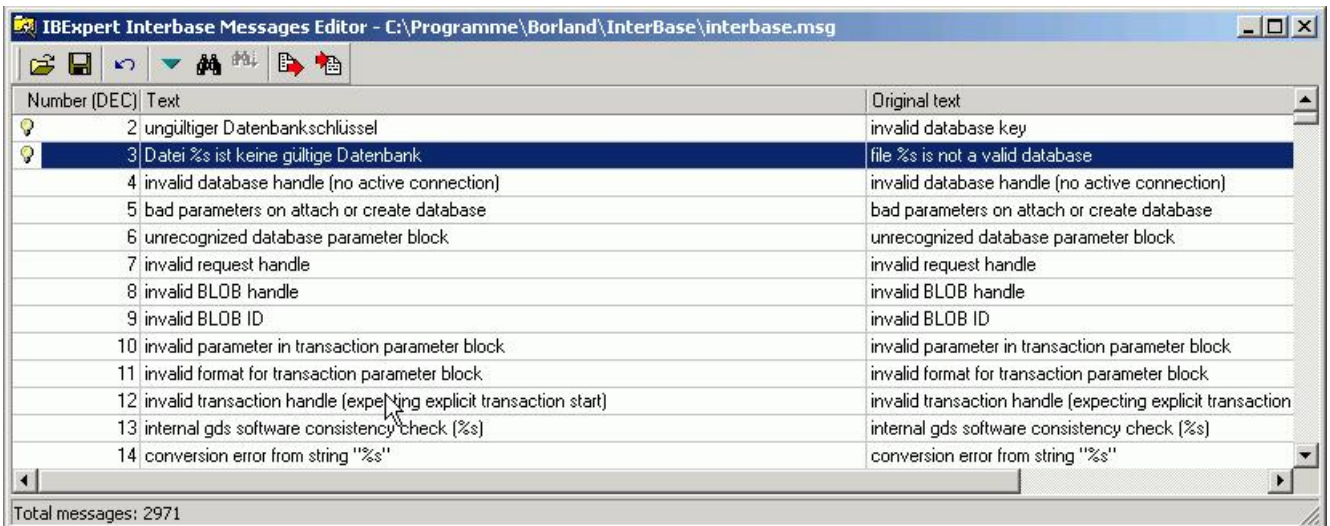 IBExpert Interbase Messages Editor - C:\Programme\Borland\InterBase\interbase.msg
Number (DEC) Text Original text
2 ungültiger Datenbankschlüssel invalid database key
3 Datei %s ist keine gültige Datenbank file %s is not a valid database
4 invalid database handle (no active connection) invalid database handle (no active connection)
5 bad parameters on attach or create database bad parameters on attach or create database
6 unrecognized database parameter block unrecognized database parameter block
7 invalid request handle invalid request handle
8 invalid BLOB handle invalid BLOB handle
9 invalid BLOB ID invalid BLOB ID
10 invalid parameter in transaction parameter block invalid parameter in transaction parameter block
11 invalid format for transaction parameter block invalid format for transaction parameter block
12 invalid transaction handle (expecting explicit transaction start) invalid transaction handle (expecting explicit transaction
13 internal gds software consistency check (%s) internal gds software consistency check (%s)
14 conversion error from string "%s" conversion error from string "%s"
Total messages: 2971